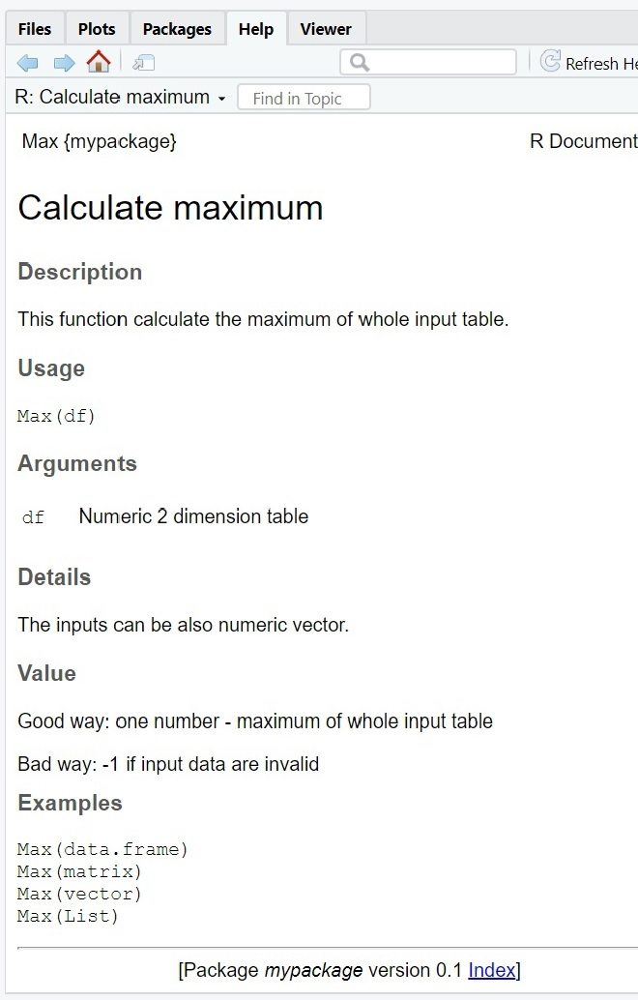 Files Plots Packages Help Viewer
Refresh He
R: Calculate maximum Find in Topic
Max {mypackage} R Document
Calculate maximum
Description
This function calculate the maximum of whole input table.
Usage
Max(df)
Arguments
df Numeric 2 dimension table
Details
The inputs can be also numeric vector.
Value
Good way: one number - maximum of whole input table
Bad way: -1 if input data are invalid
Examples
Max(data.frame)
Max(matrix)
Max(vector)
Max(List)
[Package mypackage version 0.1 Index]